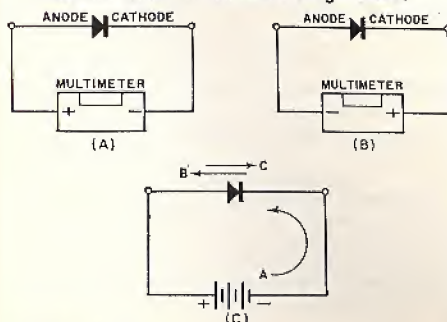 ANODE CATHODE
MULTIMETER
+ −
(A)
ANODE CATHODE
MULTIMETER
− +
(B)
B C
A
+ −
(C)